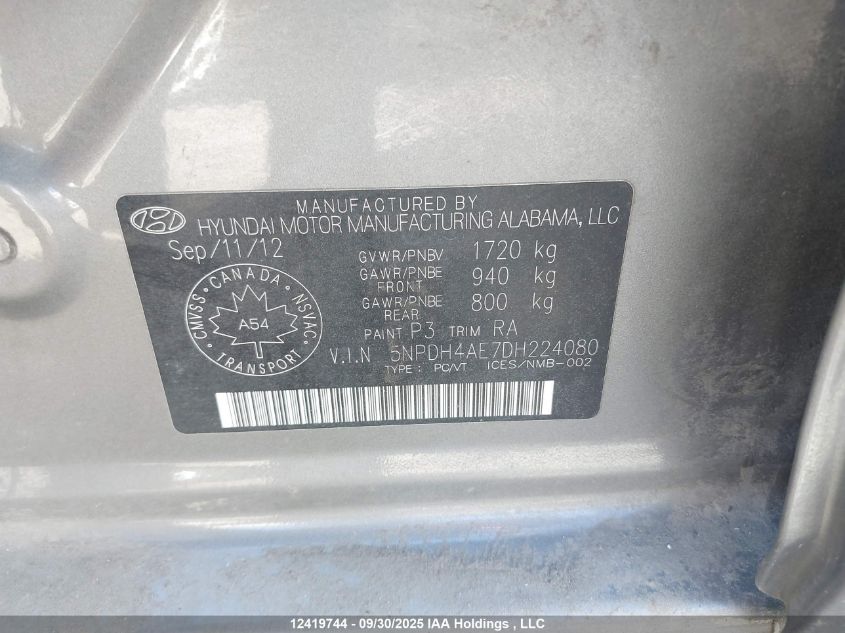 MANUFACTURED BY
HYUNDAI MOTOR MANUFACTURING ALABAMA, LLC
Sep/11/12
GVWR/PNBV 1720 kg
GAWR/PNBE FRONT 940 kg
GAWR/PNBE REAR 800 kg
PAINT P3 TRIM RA
V.I.N 5NPDH4AE7DH224080
TYPE : PC/VT ICES/NMB-002
CANADA
CMVSS NSVAC
A54
TRANSPORT
12419744 - 09/30/2025 IAA Holdings , LLC